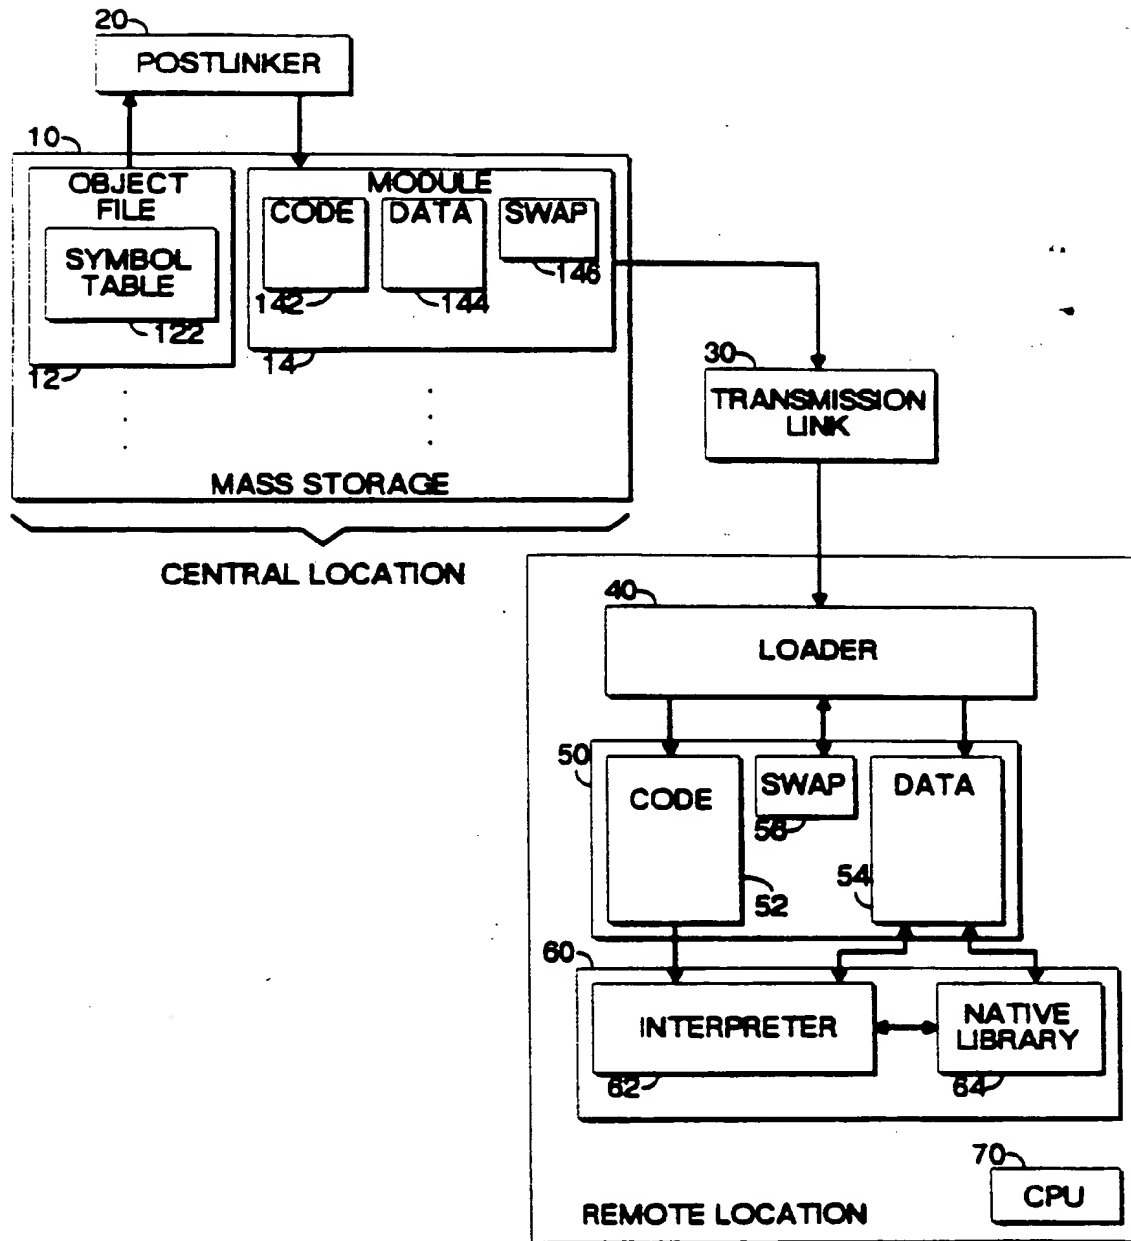 20
POSTLINKER
10
OBJECT
FILE
SYMBOL
TABLE
122
12
MODULE
CODE
DATA
SWAP
142
144
146
14
MASS STORAGE
CENTRAL LOCATION
30
TRANSMISSION
LINK
40
LOADER
50
CODE
SWAP
DATA
56
52
54
60
INTERPRETER
NATIVE
LIBRARY
62
64
70
CPU
REMOTE LOCATION